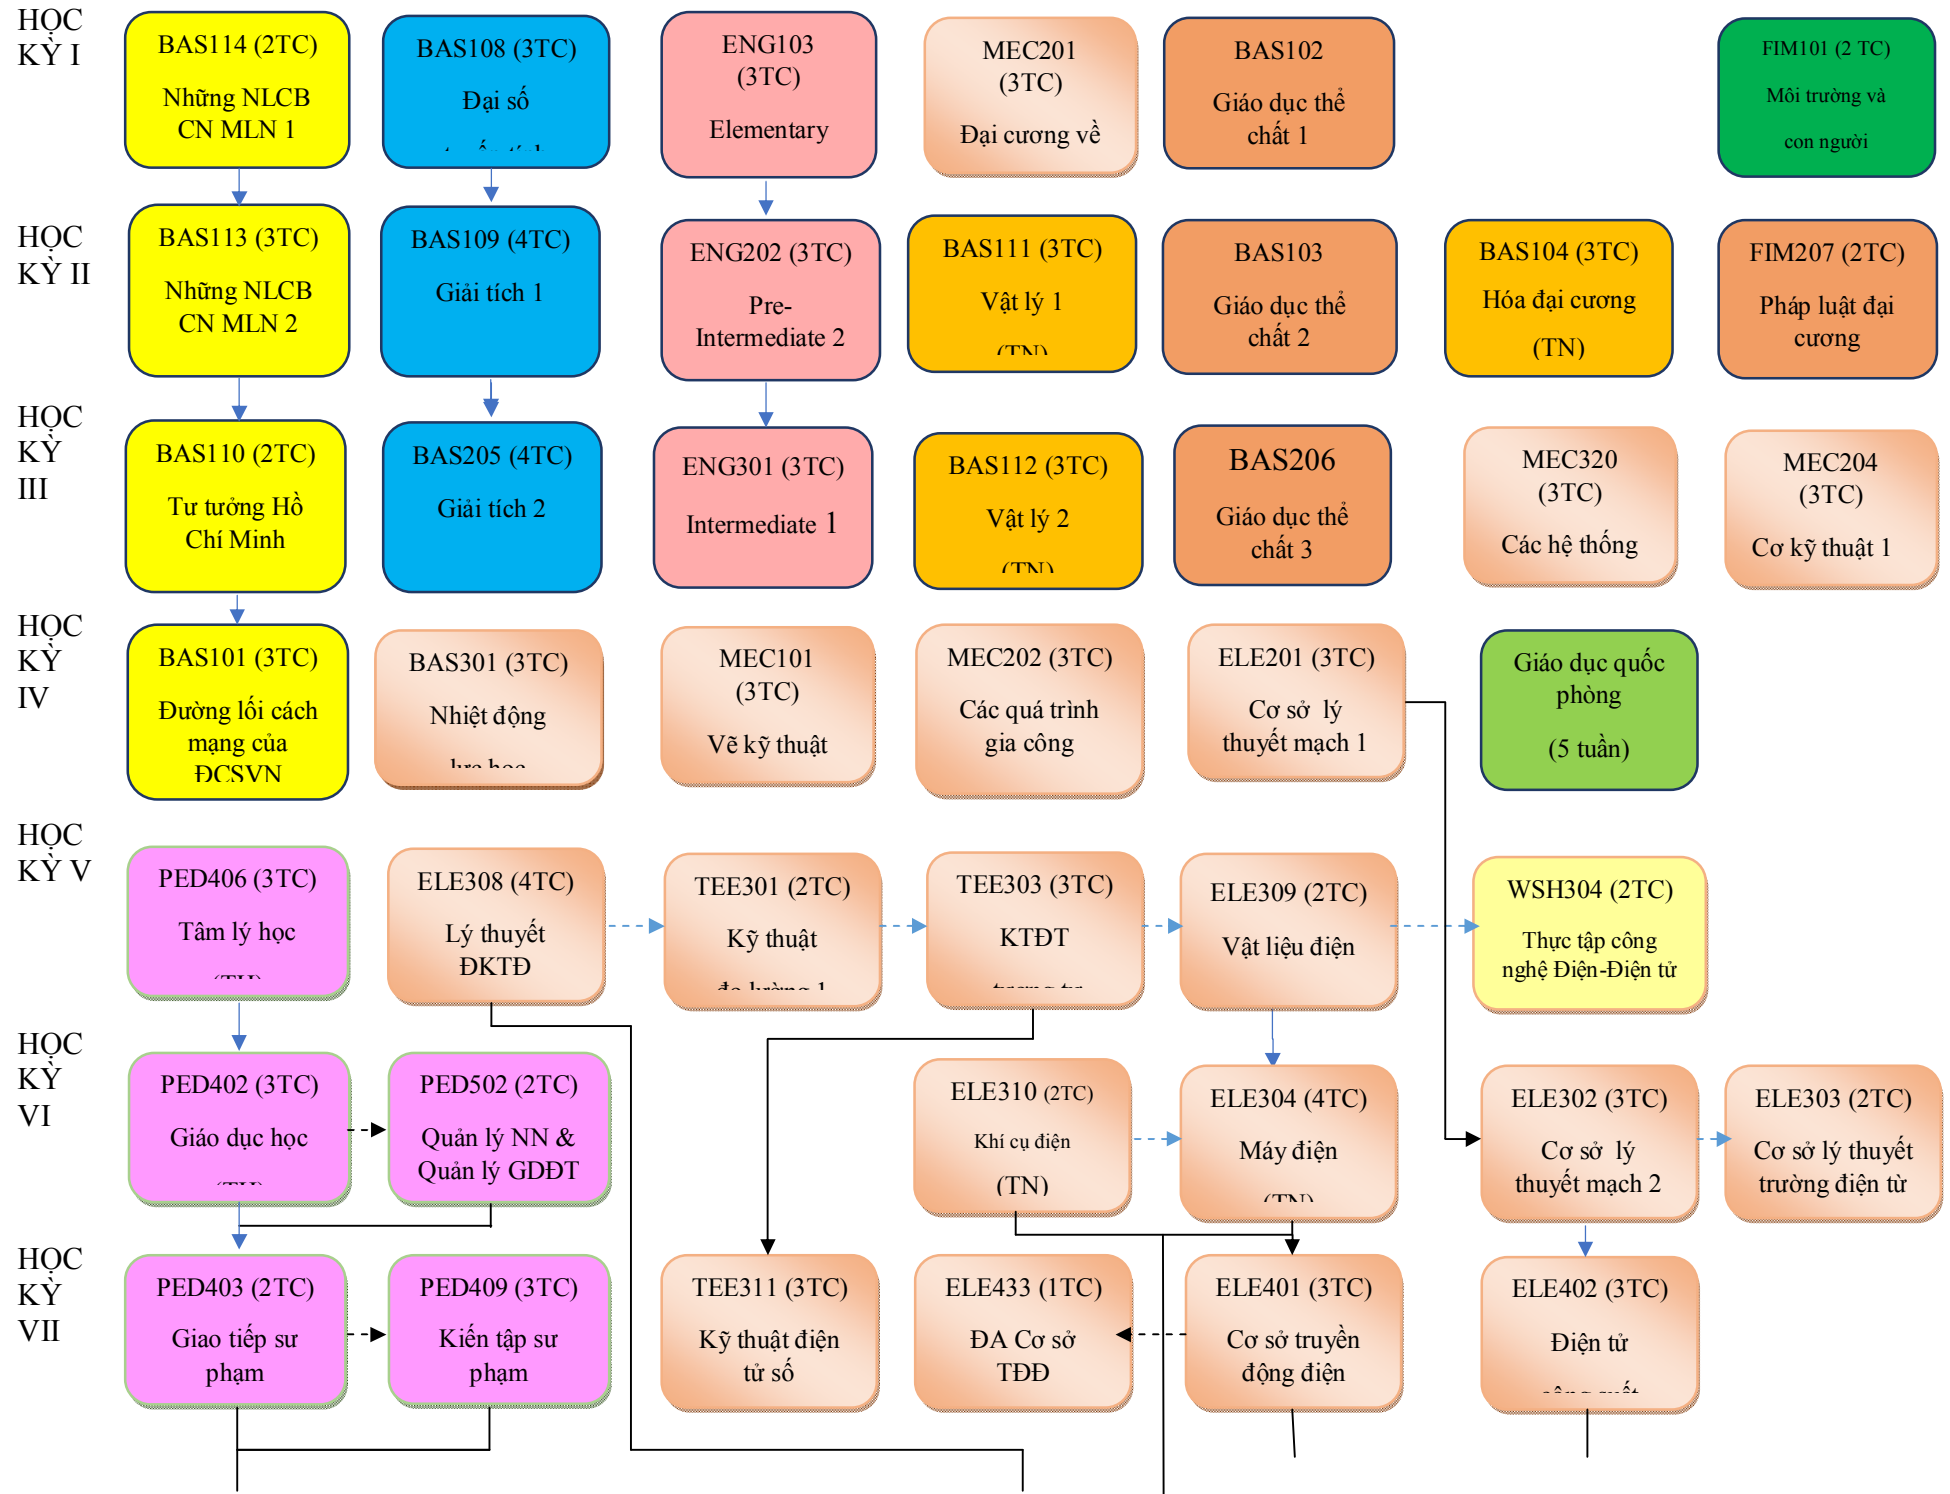 HỌC
KỲ I
BAS114 (2TC)
Những NLCB
CN MLN 1
BAS108 (3TC)
Đại số
ENG103
(3TC)
Elementary
MEC201
(3TC)
Đại cương về
BAS102
Giáo dục thể
chất 1
FIM101 (2 TC)
Môi trường và
con người
HỌC
KỲ II
BAS113 (3TC)
Những NLCB
CN MLN 2
BAS109 (4TC)
Giải tích 1
ENG202 (3TC)
Pre-
Intermediate 2
BAS111 (3TC)
Vật lý 1
(TN)
BAS103
Giáo dục thể
chất 2
BAS104 (3TC)
Hóa đại cương
(TN)
FIM207 (2TC)
Pháp luật đại
cương
HỌC
KỲ
III
BAS110 (2TC)
Tư tưởng Hồ
Chí Minh
BAS205 (4TC)
Giải tích 2
ENG301 (3TC)
Intermediate 1
BAS112 (3TC)
Vật lý 2
(TN)
BAS206
Giáo dục thể
chất 3
MEC320
(3TC)
Các hệ thống
MEC204
(3TC)
Cơ kỹ thuật 1
HỌC
KỲ
IV
BAS101 (3TC)
Đường lối cách
mạng của
ĐCSVN
BAS301 (3TC)
Nhiệt động
MEC101
(3TC)
Vẽ kỹ thuật
MEC202 (3TC)
Các quá trình
gia công
ELE201 (3TC)
Cơ sở lý
thuyết mạch 1
Giáo dục quốc
phòng
(5 tuần)
HỌC
KỲ V
PED406 (3TC)
Tâm lý học
ELE308 (4TC)
Lý thuyết
ĐKTĐ
TEE301 (2TC)
Kỹ thuật
đo lường 1
TEE303 (3TC)
KTĐT
ELE309 (2TC)
Vật liệu điện
WSH304 (2TC)
Thực tập công
nghệ Điện-Điện tử
HỌC
KỲ
VI
PED402 (3TC)
Giáo dục học
PED502 (2TC)
Quản lý NN &
Quản lý GDĐT
ELE310 (2TC)
Khí cụ điện
(TN)
ELE304 (4TC)
Máy điện
(TN)
ELE302 (3TC)
Cơ sở lý
thuyết mạch 2
ELE303 (2TC)
Cơ sở lý thuyết
trường điện từ
HỌC
KỲ
VII
PED403 (2TC)
Giao tiếp sư
phạm
PED409 (3TC)
Kiến tập sư
phạm
TEE311 (3TC)
Kỹ thuật điện
tử số
ELE433 (1TC)
ĐA Cơ sở
TĐĐ
ELE401 (3TC)
Cơ sở truyền
động điện
ELE402 (3TC)
Điện tử